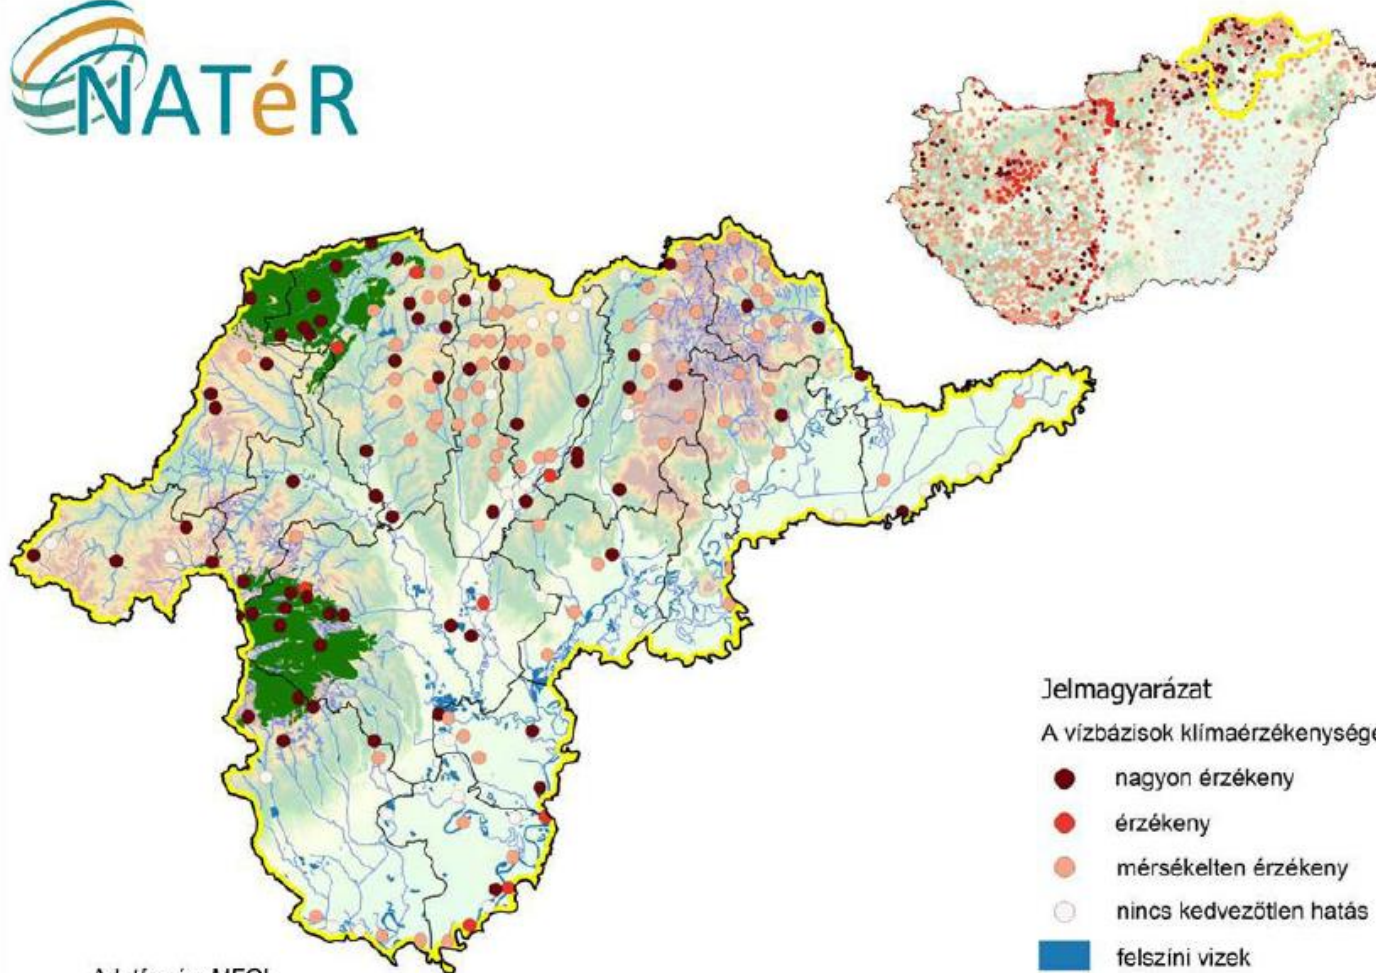 NATéR
Jelmagyarázat
A vízbázisok klímaérzékenysége
nagyon érzékeny
érzékeny
mérsékelten érzékeny
nincs kedvezőtlen hatás
felszíni vizek